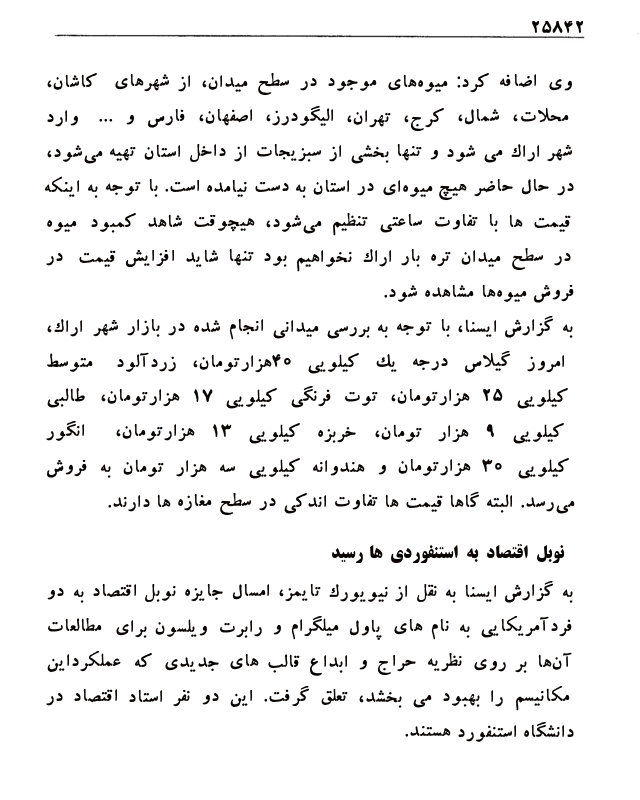 ۲۵۸۴۲
وی اضافه کرد: میوه‌های موجود در سطح میدان، از شهرهای کاشان،
محلات، شمال، کرج، تهران، الیگودرز، اصفهان، فارس و ... وارد
شهر اراك می شود و تنها بخشی از سبزیجات از داخل استان تهیه می‌شود،
در حال حاضر هیچ میوه‌ای در استان به دست نیامده است. با توجه به اینکه
قیمت ها با تفاوت ساعتی تنظیم می‌شود، هیچوقت شاهد کمبود میوه
در سطح میدان تره بار اراك نخواهیم بود تنها شاید افزایش قیمت در
فروش میوه‌ها مشاهده شود.
به گزارش ایسنا، با توجه به بررسی میدانی انجام شده در بازار شهر اراك،
امروز گیلاس درجه يك کیلویی ۴۰هزارتومان، زردآلود متوسط
کیلویی ۲۵ هزارتومان، توت فرنگی کیلویی ۱۷ هزارتومان، طالبی
کیلویی ۹ هزار تومان، خربزه کیلویی ۱۳ هزارتومان، انگور
کیلویی ۳۰ هزارتومان و هندوانه کیلویی سه هزار تومان به فروش
می‌رسد. البته گاها قیمت ها تفاوت اندکی در سطح مغازه ها دارند.
نوبل اقتصاد به استنفوردی ها رسید
به گزارش ایسنا به نقل از نیویورك تایمز، امسال جایزه نوبل اقتصاد به دو
فردآمریکایی به نام های پاول میلگرام و رابرت ویلسون برای مطالعات
آن‌ها بر روی نظریه حراج و ابداع قالب های جدیدی که عملکرداین
مکانیسم را بهبود می بخشد، تعلق گرفت. این دو نفر استاد اقتصاد در
دانشگاه استنفورد هستند.